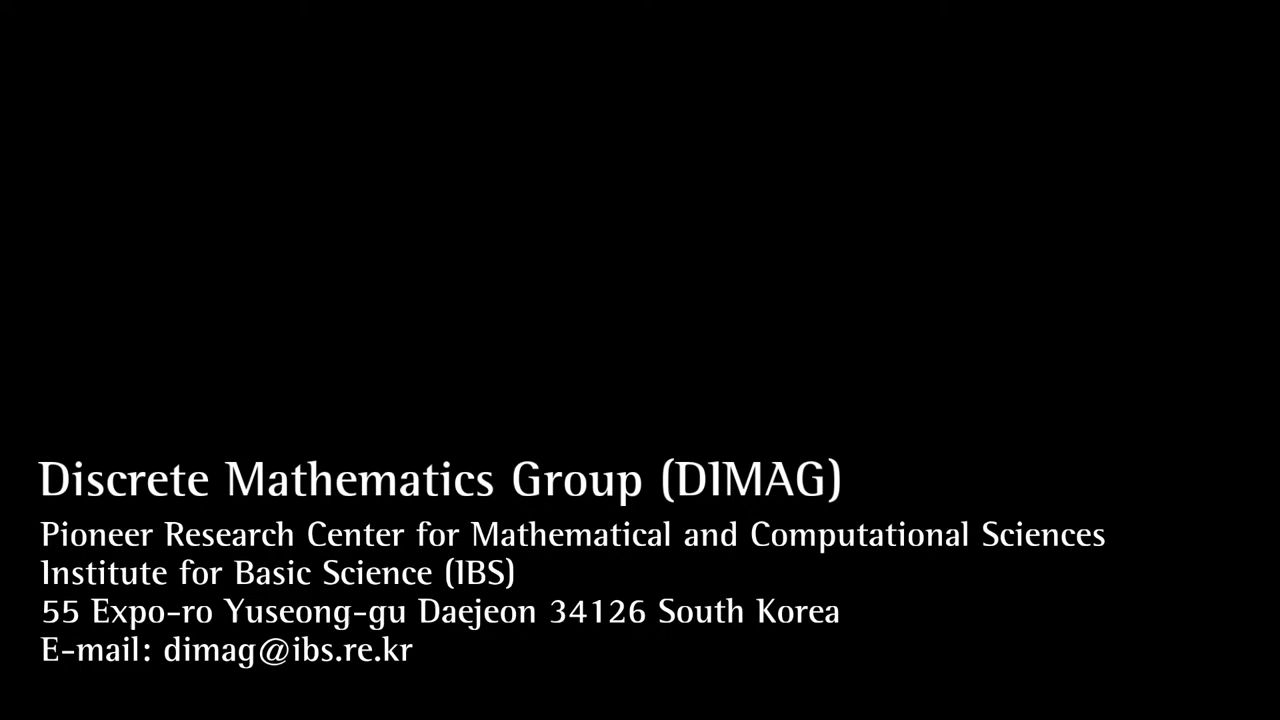 Discrete Mathematics Group (DIMAG)
Pioneer Research Center for Mathematical and Computational Sciences
Institute for Basic Science (IBS)
55 Expo-ro Yuseong-gu Daejeon 34126 South Korea
E-mail: dimag@ibs.re.kr